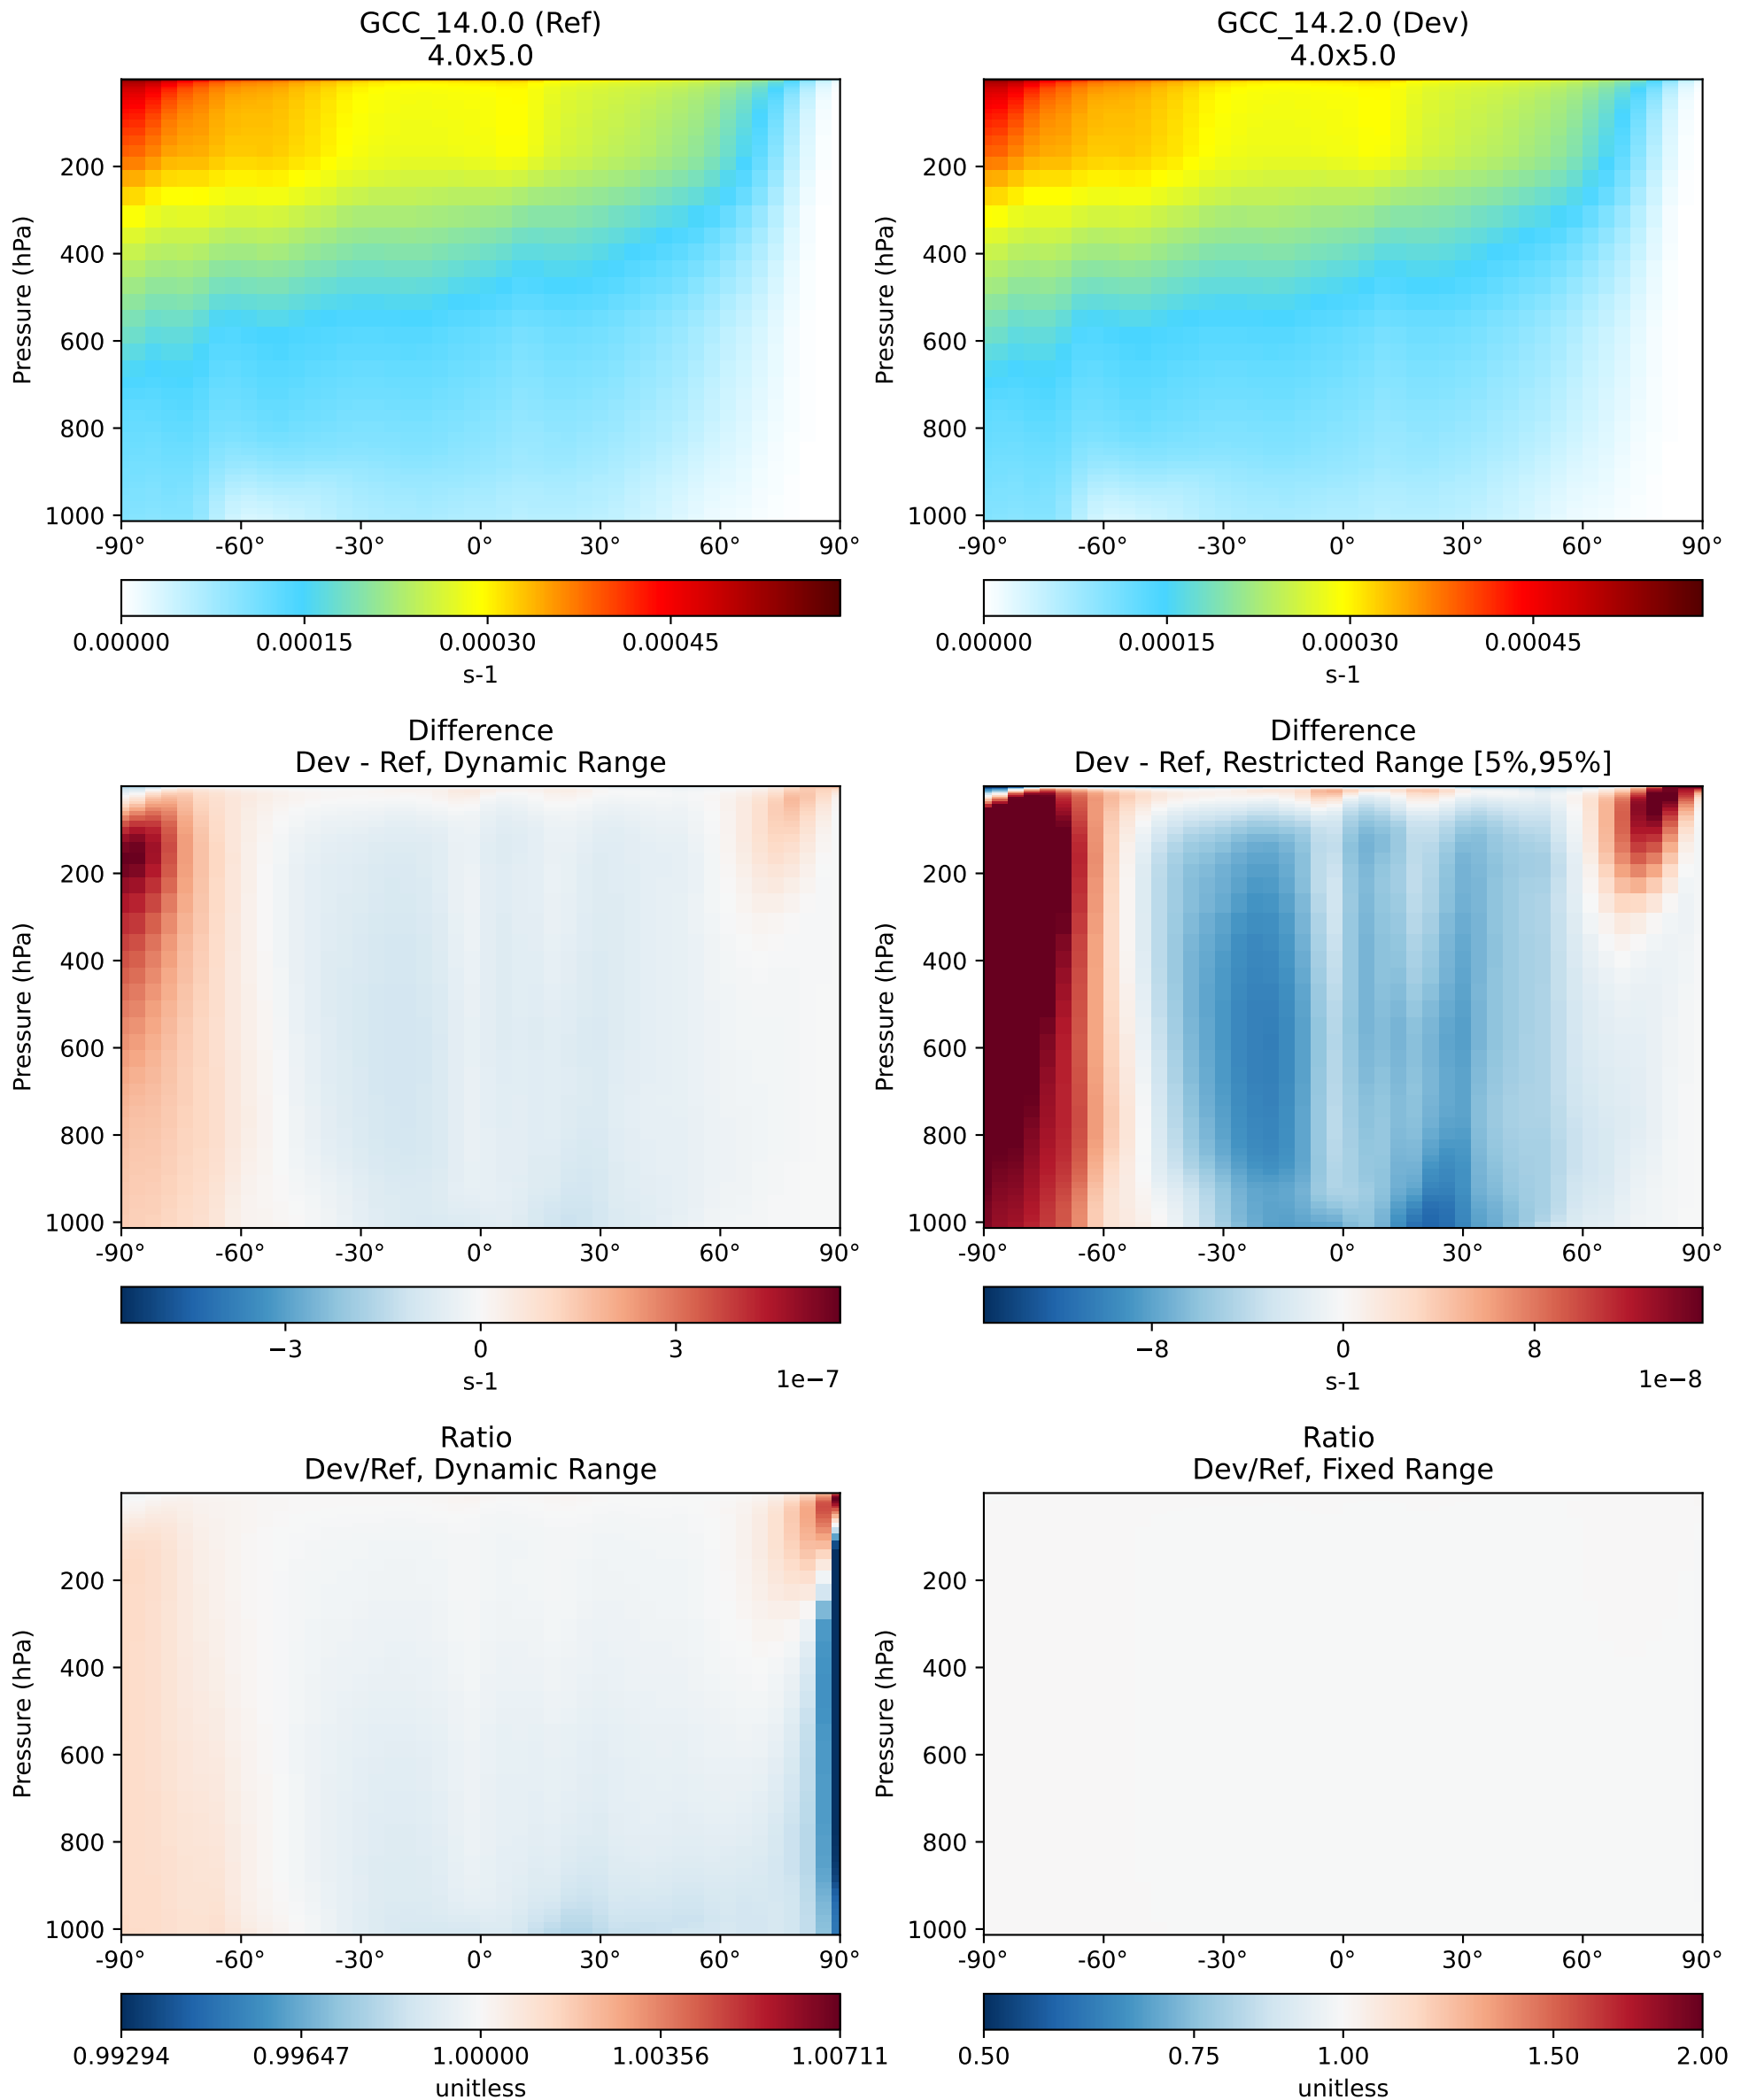 GCC_14.0.0 (Ref)
4.0x5.0
GCC_14.2.0 (Dev)
4.0x5.0
Pressure (hPa)
200
400
600
800
1000
-90° -60° -30° 0° 30° 60° 90°
0.00000 0.00015 0.00030 0.00045
s-1
Pressure (hPa)
200
400
600
800
1000
-90° -60° -30° 0° 30° 60° 90°
0.00000 0.00015 0.00030 0.00045
s-1
Difference
Dev - Ref, Dynamic Range
Pressure (hPa)
200
400
600
800
1000
-90° -60° -30° 0° 30° 60° 90°
−3 0 3
s-1
1e−7
Difference
Dev - Ref, Restricted Range [5%,95%]
Pressure (hPa)
200
400
600
800
1000
-90° -60° -30° 0° 30° 60° 90°
−8 0 8
s-1
1e−8
Ratio
Dev/Ref, Dynamic Range
Pressure (hPa)
200
400
600
800
1000
-90° -60° -30° 0° 30° 60° 90°
0.99294 0.99647 1.00000 1.00356 1.00711
unitless
Ratio
Dev/Ref, Fixed Range
Pressure (hPa)
200
400
600
800
1000
-90° -60° -30° 0° 30° 60° 90°
0.50 0.75 1.00 1.50 2.00
unitless